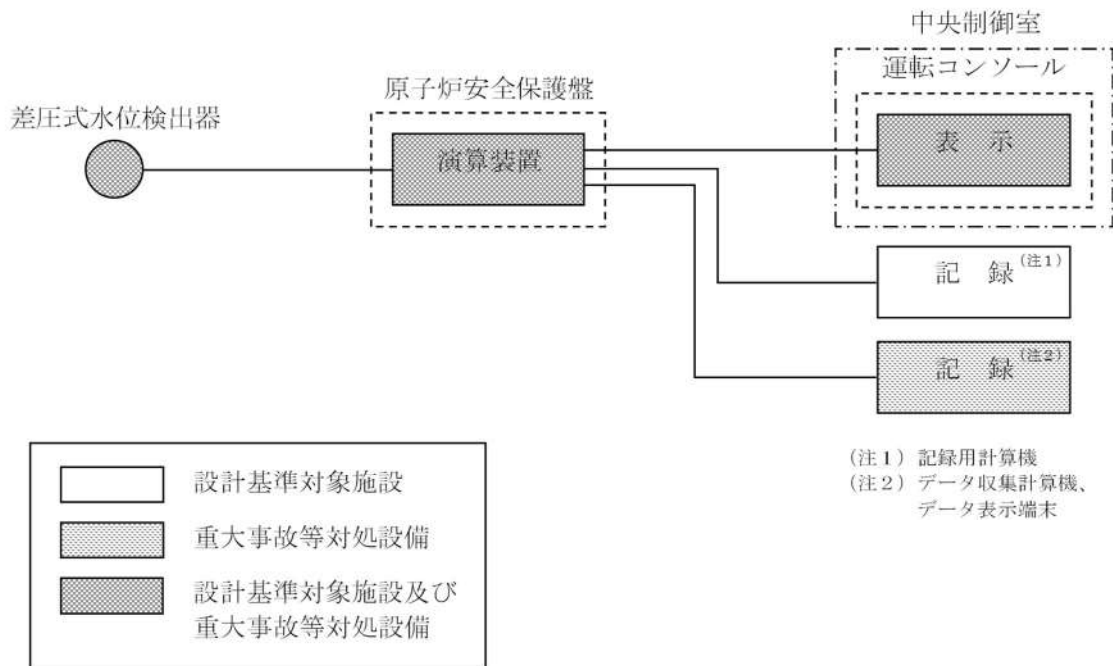 中央制御室
運転コンソール
原子炉安全保護盤
差圧式水位検出器
演算装置
表 示
記 録(注1)
記 録(注2)
(注1)記録用計算機
(注2)データ収集計算機、
データ表示端末
設計基準対象施設
重大事故等対処設備
設計基準対象施設及び
重大事故等対処設備